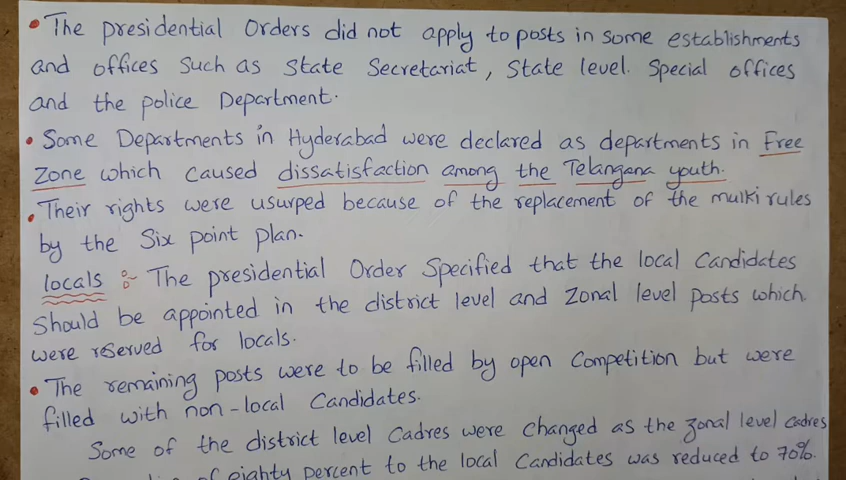 • The presidential Orders did not apply to posts in some establishments
and offices Such as State Secretariat, State level. Special offices
and the police Department.
• Some Departments in Hyderabad were declared as departments in Free
Zone which caused dissatisfaction among the Telangana youth.
• Their rights were usurped because of the replacement of the mulki rules
by the Six point plan.
locals :- The presidential Order Specified that the local Candidates
Should be appointed in the district level and Zonal level posts which
were reserved for locals.
• The remaining posts were to be filled by open Competition but were
filled with non-local Candidates.
Some of the district level Cadres were changed as the zonal level cadres
of eighty percent to the local Candidates was reduced to 70%.